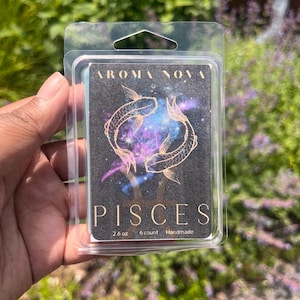 AROMA NOVA
PISCES
2.6 oz 6 count Handmade